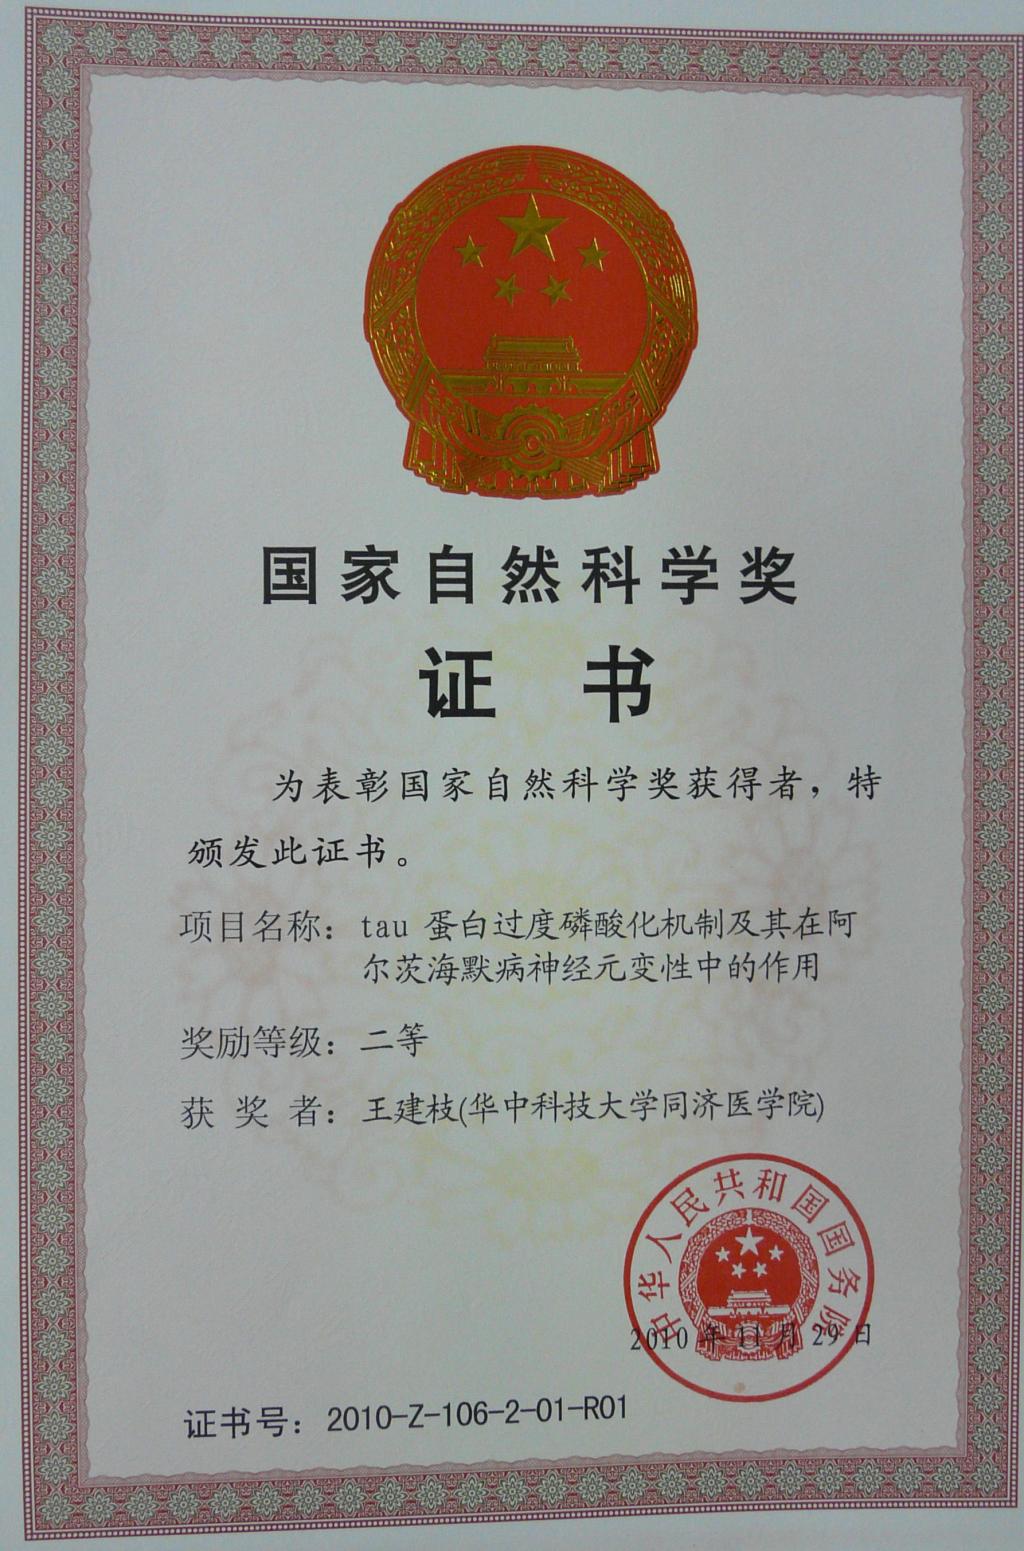 国家自然科学奖
证书
为表彰国家自然科学奖获得者，特
颁发此证书。
项目名称：tau 蛋白过度磷酸化机制及其在阿
尔茨海默病神经元变性中的作用
奖励等级：二等
获奖者：王建枝(华中科技大学同济医学院)
中华人民共和国国务院
2010 年 11 月 29 日
证书号：2010-Z-106-2-01-R01